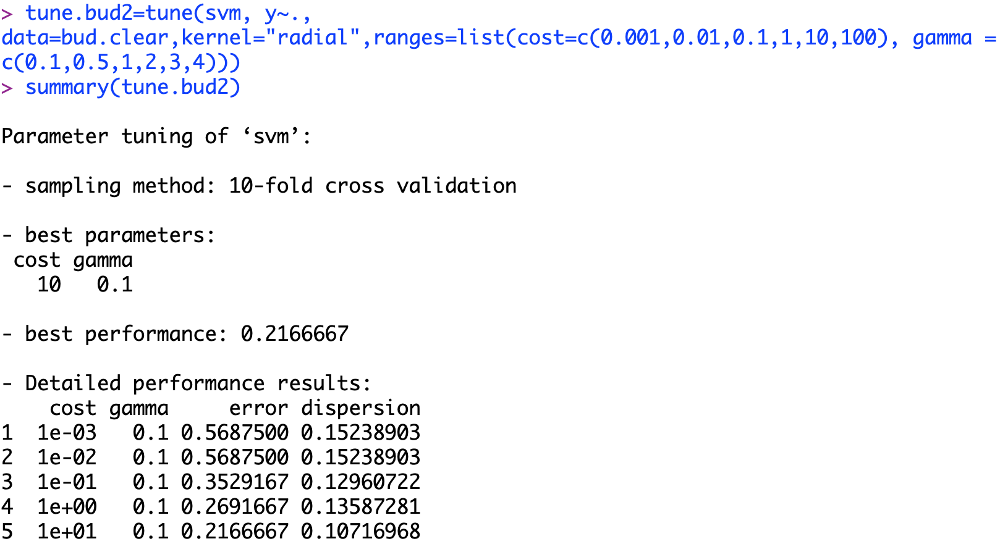 > tune.bud2=tune(svm, y~.,
data=bud.clear,kernel="radial",ranges=list(cost=c(0.001,0.01,0.1,1,10,100), gamma =
c(0.1,0.5,1,2,3,4)))
> summary(tune.bud2)
Parameter tuning of ‘svm’:
- sampling method: 10-fold cross validation
- best parameters:
 cost gamma
   10   0.1
- best performance: 0.2166667
- Detailed performance results:
    cost gamma     error dispersion
1  1e-03   0.1 0.5687500 0.15238903
2  1e-02   0.1 0.5687500 0.15238903
3  1e-01   0.1 0.3529167 0.12960722
4  1e+00   0.1 0.2691667 0.13587281
5  1e+01   0.1 0.2166667 0.10716968